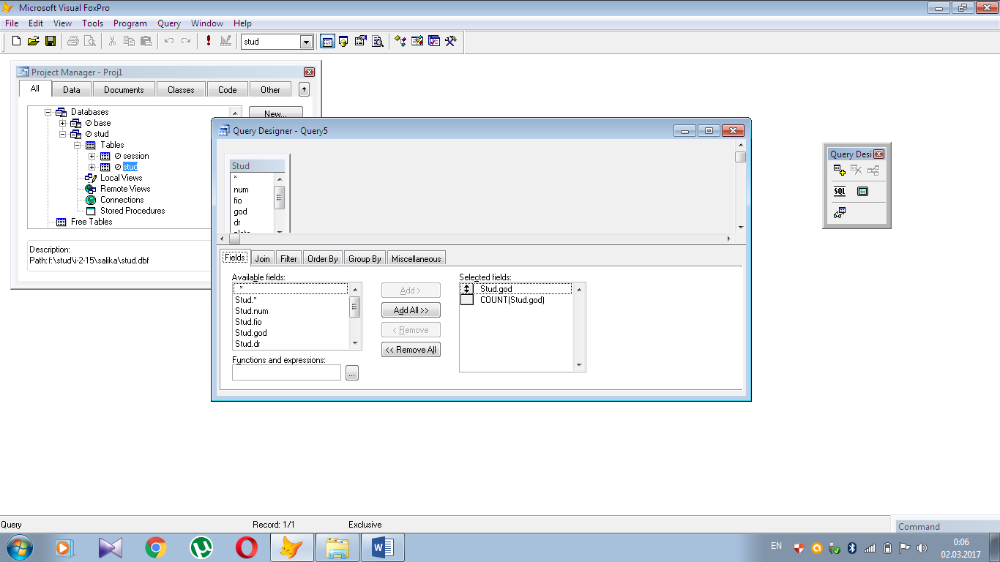 Microsoft Visual FoxPro
File Edit View Tools Program Query Window Help
stud
Project Manager - Proj1
All Data Documents Classes Code Other
Databases
base
stud
Tables
session
stud
Local Views
Remote Views
Connections
Stored Procedures
Free Tables
New...
Description:
Path: f:\stud\i-2-15\salika\stud.dbf
Query Designer - Query5
Stud
*
num
fio
god
dr
Fields Join Filter Order By Group By Miscellaneous
Available fields:
*
Stud.*
Stud.num
Stud.fio
Stud.god
Stud.dr
Functions and expressions:
...
Add >
Add All >>
< Remove
<< Remove All
Selected fields:
Stud.god
COUNT(Stud.god)
Query Desi
SQL
Query Record: 1/1 Exclusive
Command
EN
0:06
02.03.2017